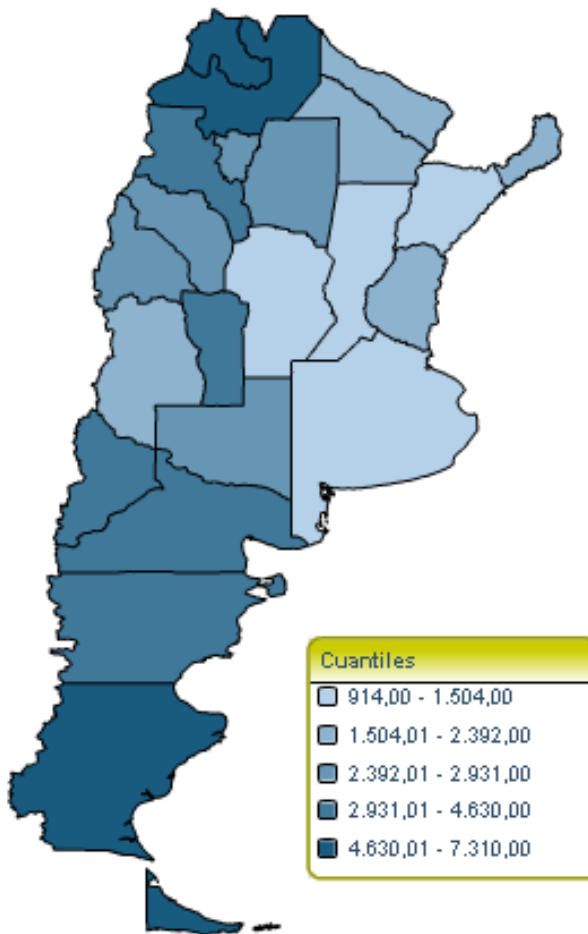 Cuantiles
914,00 - 1.504,00
1.504,01 - 2.392,00
2.392,01 - 2.931,00
2.931,01 - 4.630,00
4.630,01 - 7.310,00